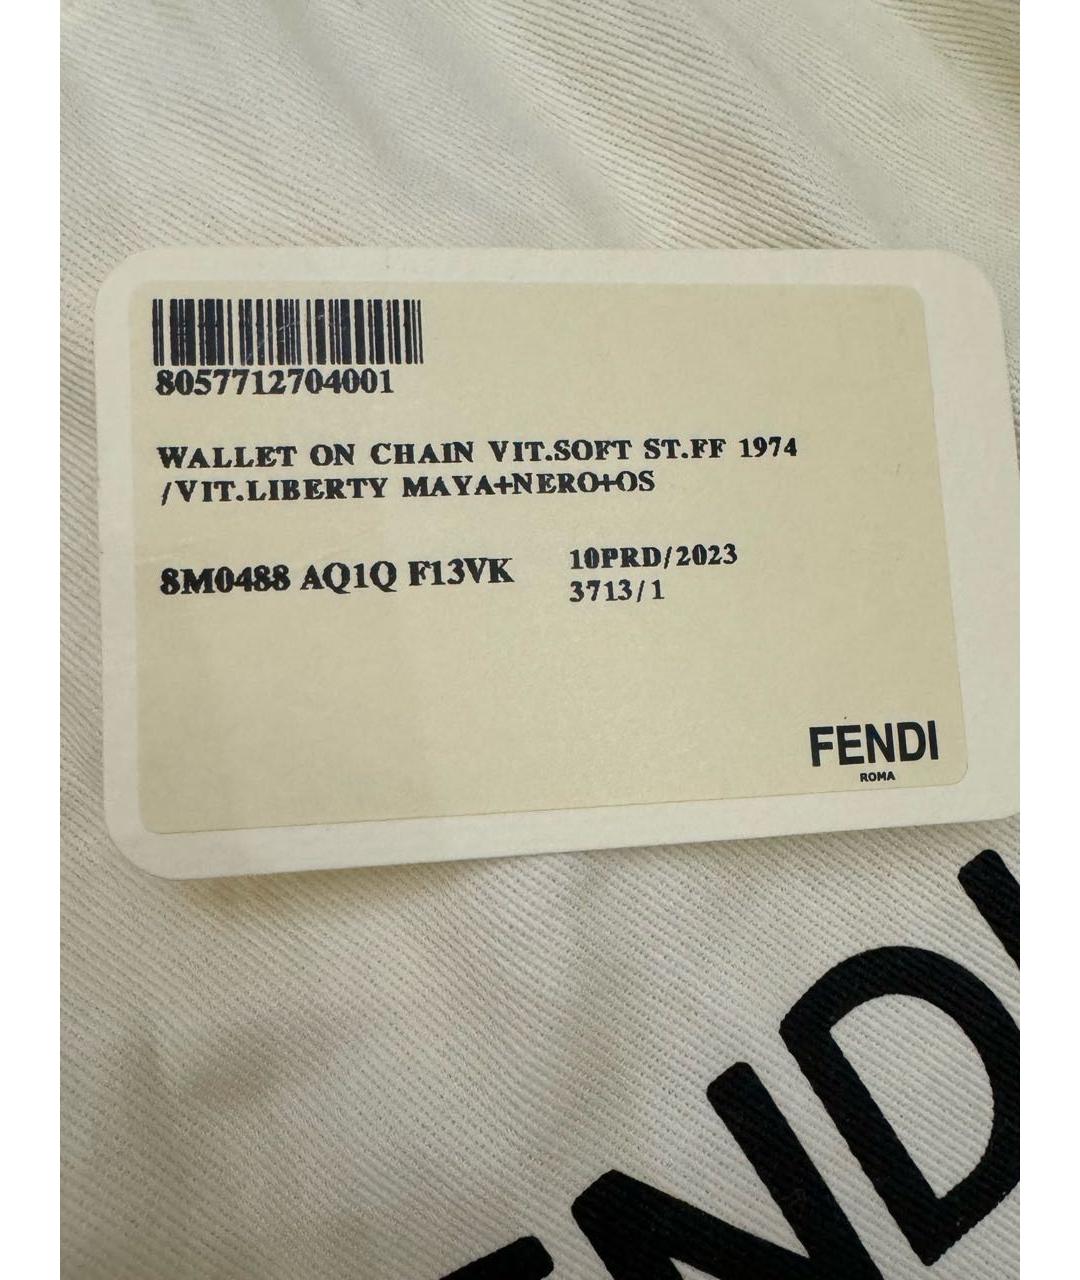 8057712704001
WALLET ON CHAIN VIT.SOFT ST.FF 1974
/VIT.LIBERTY MAYA+NERO+OS
8M0488 AQ1Q F13VK
10PRD/2023
3713/1
FENDI
ROMA
FENDI